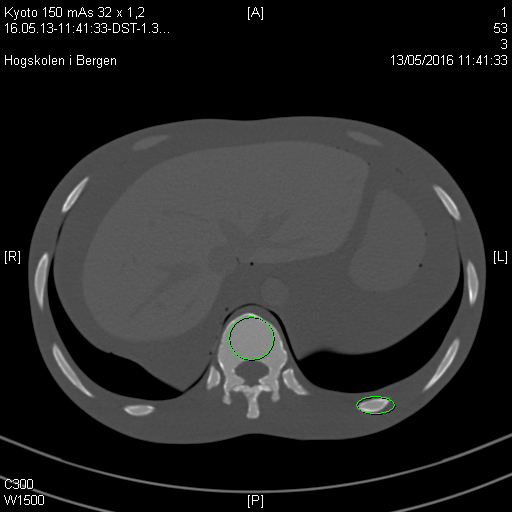 Kyoto 150 mAs 32 x 1,2
[A]
1
16.05.13-11:41:33-DST-1.3...
53
3
Hogskolen i Bergen
13/05/2016 11:41:33
[R]
[L]
C300
W1500
[P]